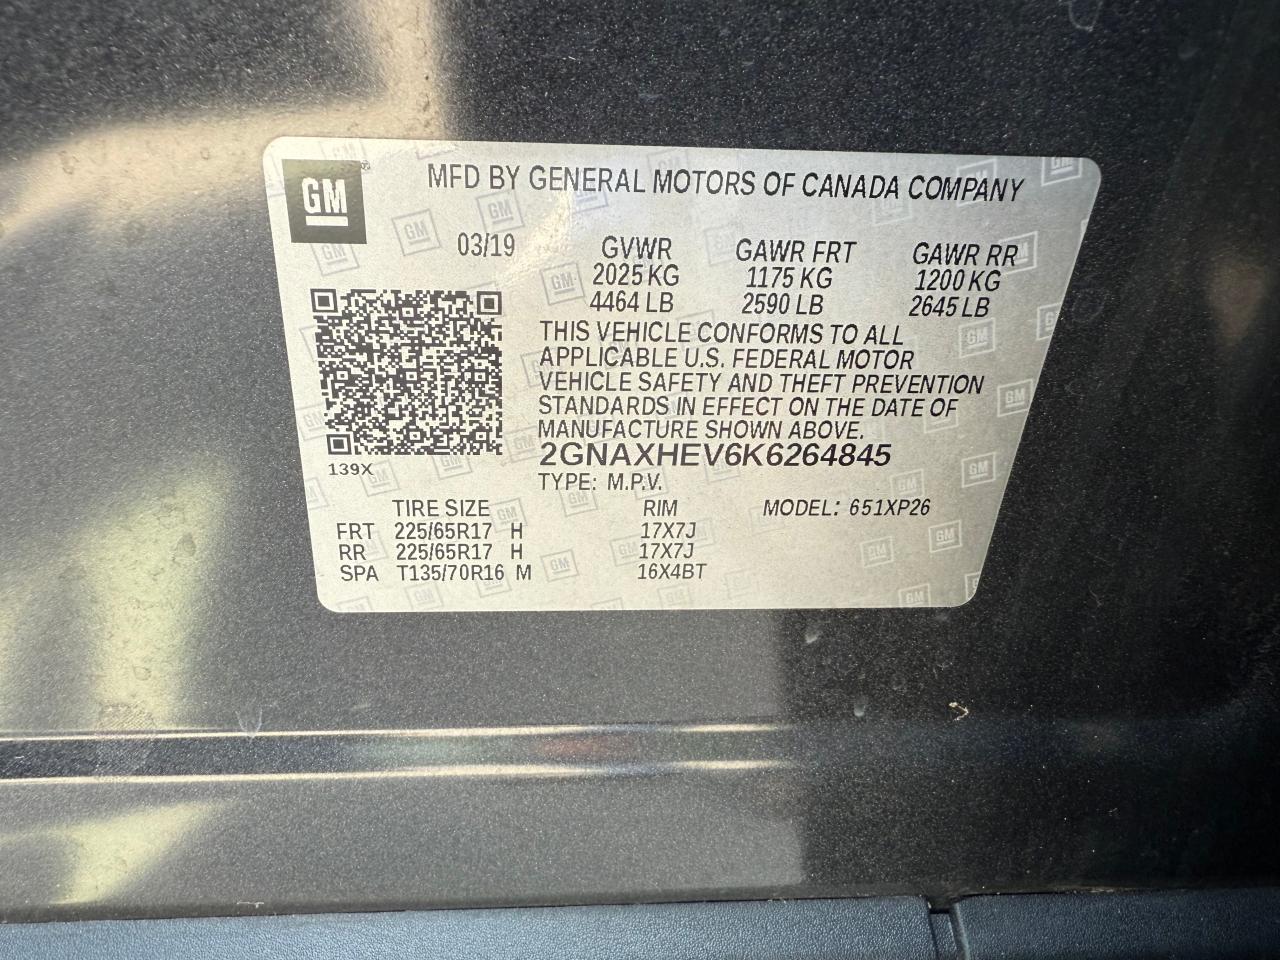 GM
MFD BY GENERAL MOTORS OF CANADA COMPANY
03/19 GVWR GAWR FRT GAWR RR
2025 KG 1175 KG 1200 KG
4464 LB 2590 LB 2645 LB
THIS VEHICLE CONFORMS TO ALL
APPLICABLE U.S. FEDERAL MOTOR
VEHICLE SAFETY AND THEFT PREVENTION
STANDARDS IN EFFECT ON THE DATE OF
MANUFACTURE SHOWN ABOVE.
2GNAXHEV6K6264845
139X
TYPE: M.P.V.
TIRE SIZE RIM MODEL: 651XP26
FRT 225/65R17 H 17X7J
RR 225/65R17 H 17X7J
SPA T135/70R16 M 16X4BT